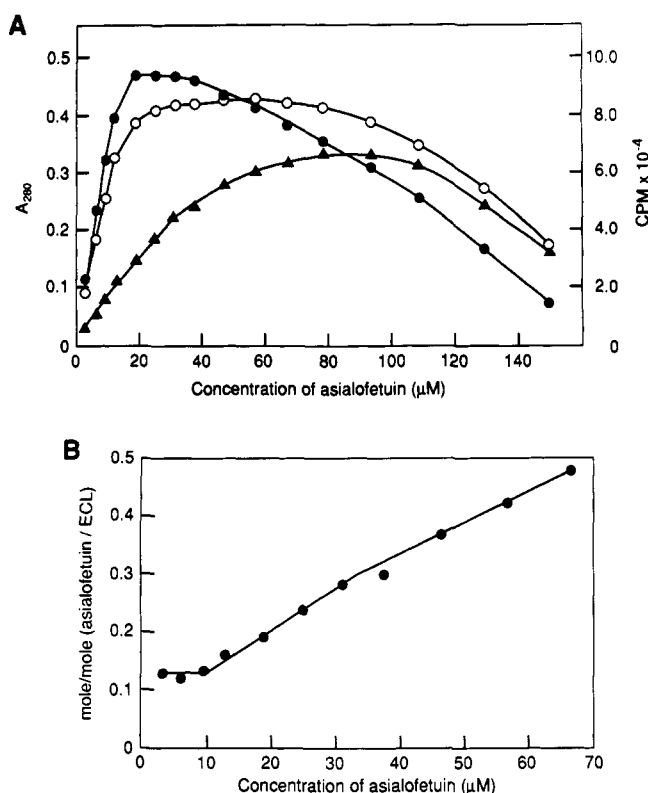 A
0.5
0.4
0.3
0.2
0.1
0
A280
10.0
8.0
6.0
4.0
2.0
0
CPM x 10-4
0 20 40 60 80 100 120 140
Concentration of asialofetuin (μM)
B
0.5
0.4
0.3
0.2
0.1
0
mole/mole (asialofetuin / ECL)
0 10 20 30 40 50 60 70
Concentration of asialofetuin (μM)